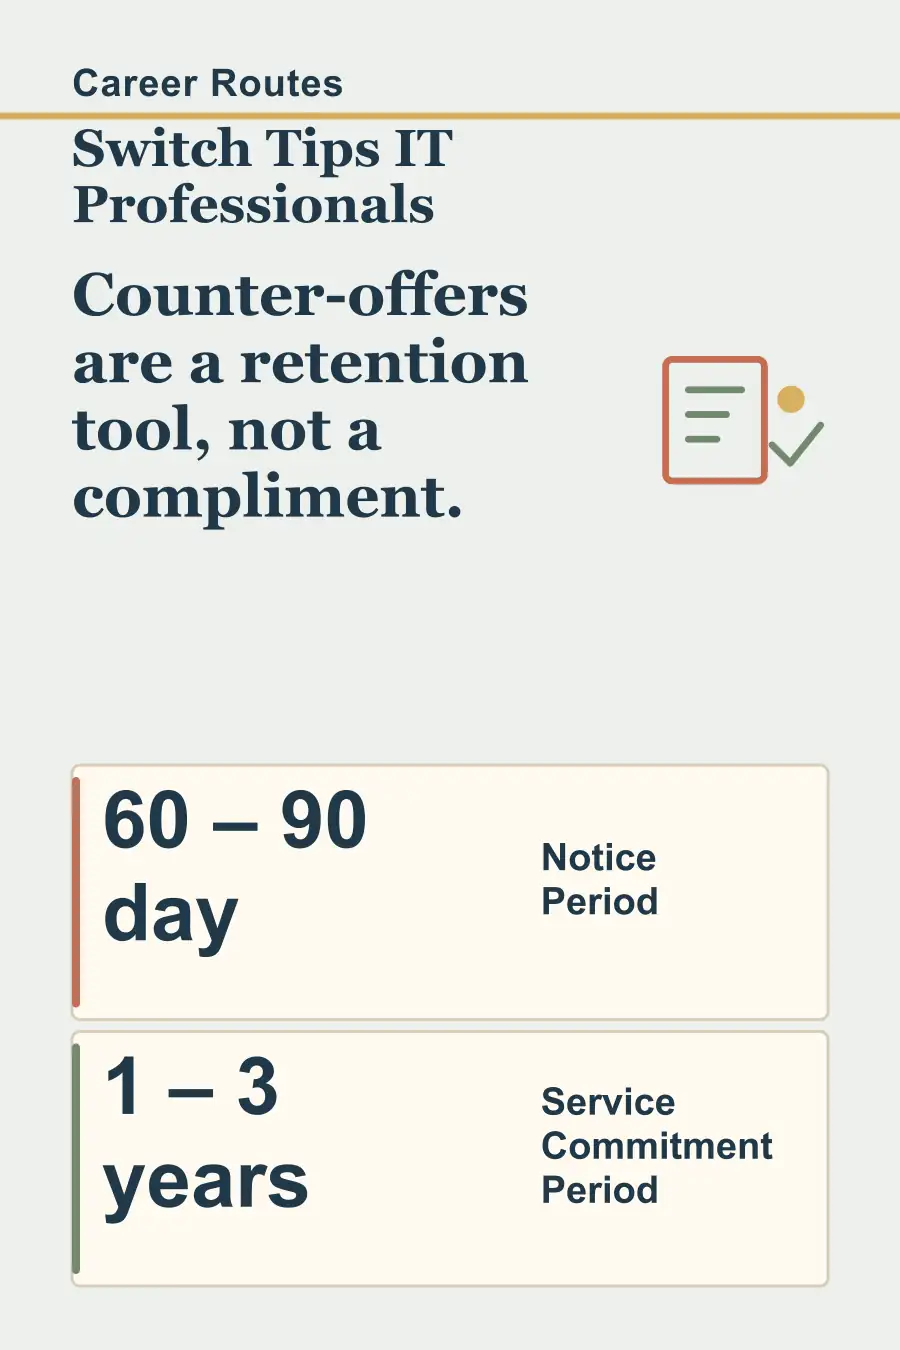 Career Routes
Switch Tips IT
Professionals
Counter-offers
are a retention
tool, not a
compliment.
60 – 90
day
Notice
Period
1 – 3
years
Service
Commitment
Period